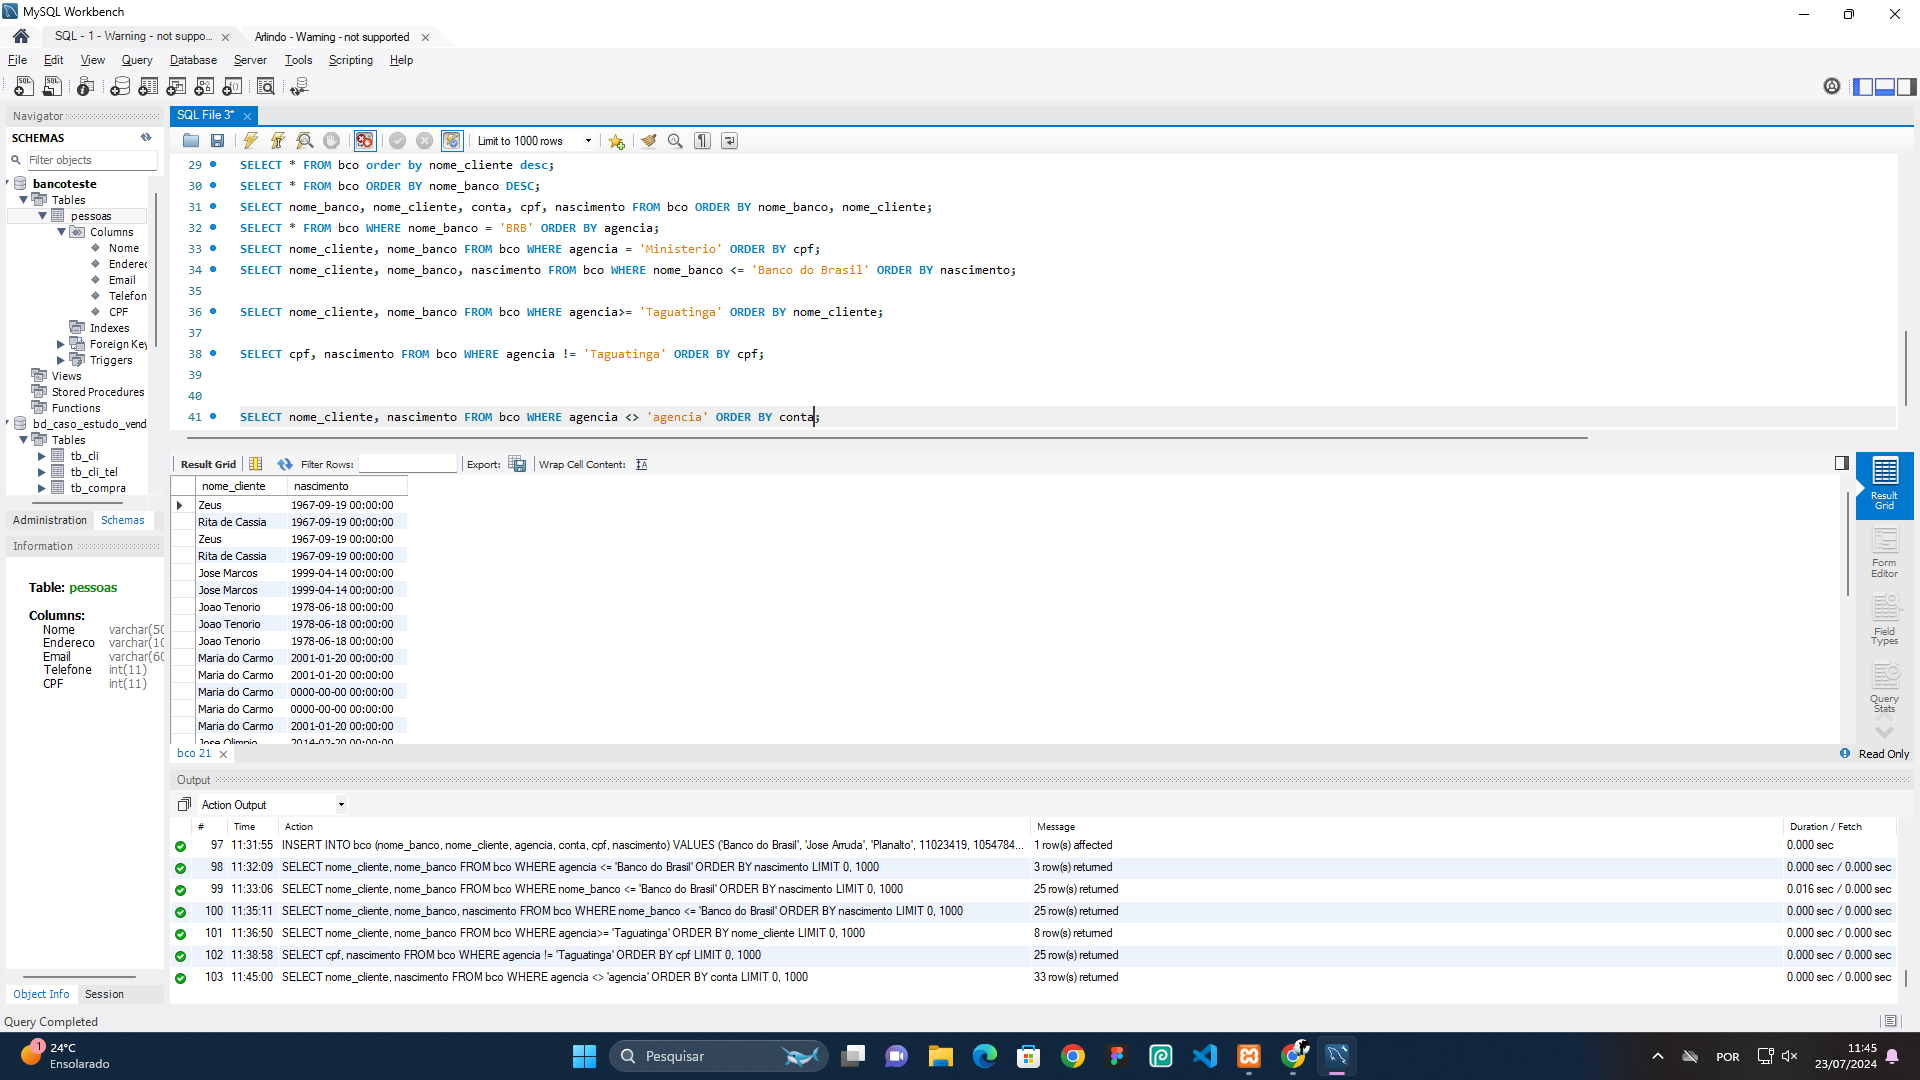 MySQL Workbench
SQL - 1 - Warning - not suppo...
Arlindo - Warning - not supported
File Edit View Query Database Server Tools Scripting Help
Navigator
SCHEMAS
Filter objects
bancoteste
Tables
pessoas
Columns
Nome
Enderec
Email
Telefon
CPF
Indexes
Foreign Key
Triggers
Views
Stored Procedures
Functions
bd_caso_estudo_vend
Tables
tb_cli
tb_cli_tel
tb_compra
Administration Schemas
Information
Table: pessoas
Columns:
Nome varchar(50
Endereco varchar(10
Email varchar(60
Telefone int(11)
CPF int(11)
Object Info Session
Query Completed
SQL File 3*
Limit to 1000 rows
29 SELECT * FROM bco order by nome_cliente desc;
30 SELECT * FROM bco ORDER BY nome_banco DESC;
31 SELECT nome_banco, nome_cliente, conta, cpf, nascimento FROM bco ORDER BY nome_banco, nome_cliente;
32 SELECT * FROM bco WHERE nome_banco = 'BRB' ORDER BY agencia;
33 SELECT nome_cliente, nome_banco FROM bco WHERE agencia = 'Ministerio' ORDER BY cpf;
34 SELECT nome_cliente, nome_banco, nascimento FROM bco WHERE nome_banco <= 'Banco do Brasil' ORDER BY nascimento;
35
36 SELECT nome_cliente, nome_banco FROM bco WHERE agencia>= 'Taguatinga' ORDER BY nome_cliente;
37
38 SELECT cpf, nascimento FROM bco WHERE agencia != 'Taguatinga' ORDER BY cpf;
39
40
41 SELECT nome_cliente, nascimento FROM bco WHERE agencia <> 'agencia' ORDER BY conta;
Result Grid Filter Rows: Export: Wrap Cell Content:
nome_cliente nascimento
Zeus 1967-09-19 00:00:00
Rita de Cassia 1967-09-19 00:00:00
Zeus 1967-09-19 00:00:00
Rita de Cassia 1967-09-19 00:00:00
Jose Marcos 1999-04-14 00:00:00
Jose Marcos 1999-04-14 00:00:00
Joao Tenorio 1978-06-18 00:00:00
Joao Tenorio 1978-06-18 00:00:00
Joao Tenorio 1978-06-18 00:00:00
Maria do Carmo 2001-01-20 00:00:00
Maria do Carmo 2001-01-20 00:00:00
Maria do Carmo 0000-00-00 00:00:00
Maria do Carmo 0000-00-00 00:00:00
Maria do Carmo 2001-01-20 00:00:00
Jose Olimpio 2014-02-20 00:00:00
Result
Grid
Form
Editor
Field
Types
Query
Stats
bco 21
Read Only
Output
Action Output
# Time Action Message Duration / Fetch
97 11:31:55 INSERT INTO bco (nome_banco, nome_cliente, agencia, conta, cpf, nascimento) VALUES ('Banco do Brasil', 'Jose Arruda', 'Planalto', 11023419, 1054784... 1 row(s) affected 0.000 sec
98 11:32:09 SELECT nome_cliente, nome_banco FROM bco WHERE agencia <= 'Banco do Brasil' ORDER BY nascimento LIMIT 0, 1000 3 row(s) returned 0.000 sec / 0.000 sec
99 11:33:06 SELECT nome_cliente, nome_banco FROM bco WHERE nome_banco <= 'Banco do Brasil' ORDER BY nascimento LIMIT 0, 1000 25 row(s) returned 0.016 sec / 0.000 sec
100 11:35:11 SELECT nome_cliente, nome_banco, nascimento FROM bco WHERE nome_banco <= 'Banco do Brasil' ORDER BY nascimento LIMIT 0, 1000 25 row(s) returned 0.000 sec / 0.000 sec
101 11:36:50 SELECT nome_cliente, nome_banco FROM bco WHERE agencia>= 'Taguatinga' ORDER BY nome_cliente LIMIT 0, 1000 8 row(s) returned 0.000 sec / 0.000 sec
102 11:38:58 SELECT cpf, nascimento FROM bco WHERE agencia != 'Taguatinga' ORDER BY cpf LIMIT 0, 1000 25 row(s) returned 0.000 sec / 0.000 sec
103 11:45:00 SELECT nome_cliente, nascimento FROM bco WHERE agencia <> 'agencia' ORDER BY conta LIMIT 0, 1000 33 row(s) returned 0.000 sec / 0.000 sec
1
24°C
Ensolarado
Pesquisar
POR
11:45
23/07/2024